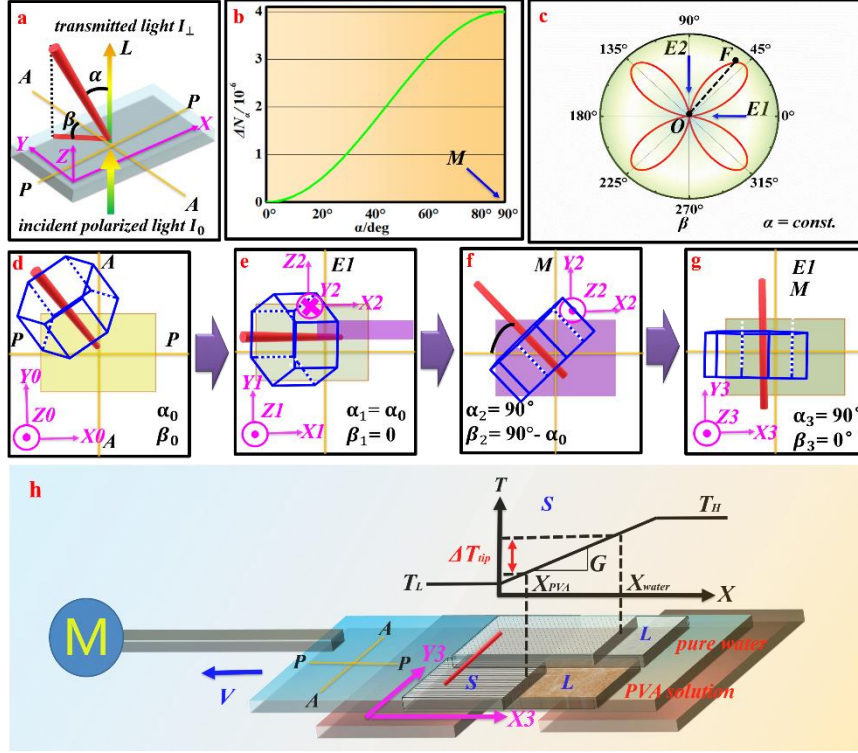 a
transmitted light I⊥
L
A
α
P
β
X
Y
Z
P
A
incident polarized light I₀
b
ΔNα/10⁻⁶
4
3
2
1
0
M
0° 20° 40° 60° 80° 90°
α/deg
c
90°
135°
E2
F
45°
180°
O
E1
0°
225°
315°
270°
β
α = const.
d
A
P
P
Y0
Z0
X0
A
α₀
β₀
e
E1
Z2
Y2
X2
Y1
Z1
X1
α₁= α₀
β₁= 0
f
M
Y2
Z2
X2
α₂= 90°
β₂= 90°- α₀
g
E1
M
Y3
Z3
X3
α₃= 90°
β₃= 0°
h
T
S
TH
ΔTtip
G
TL
XPVA
Xwater
X
M
A
P
P
A
Y3
L
pure water
S
L
PVA solution
V
X3